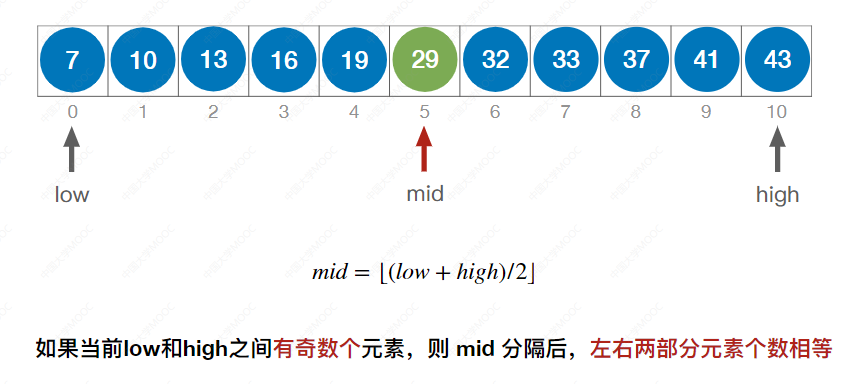 7 10 13 16 19 29 32 33 37 41 43
0 1 2 3 4 5 6 7 8 9 10
low mid high
mid = ⌊(low + high)/2⌋
如果当前low和high之间有奇数个元素，则 mid 分隔后，左右两部分元素个数相等